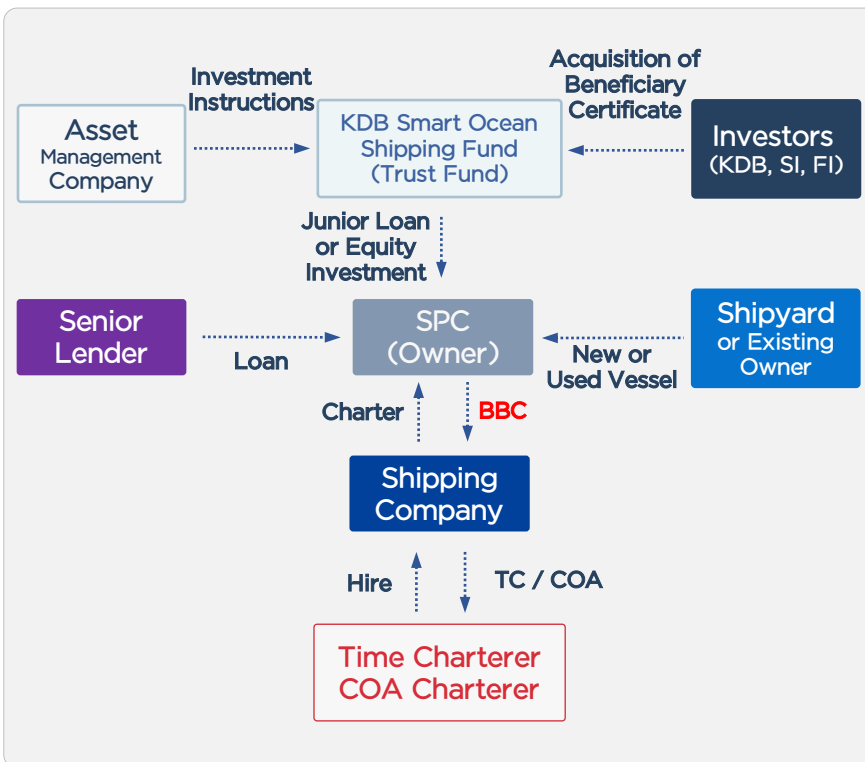 Investment
Instructions
Acquisition of
Beneficiary
Certificate
Asset
Management
Company
KDB Smart Ocean
Shipping Fund
(Trust Fund)
Investors
(KDB, SI, FI)
Junior Loan
or Equity
Investment
Senior
Lender
Loan
SPC
(Owner)
New or
Used Vessel
Shipyard
or Existing
Owner
Charter
BBC
Shipping
Company
Hire
TC / COA
Time Charterer
COA Charterer